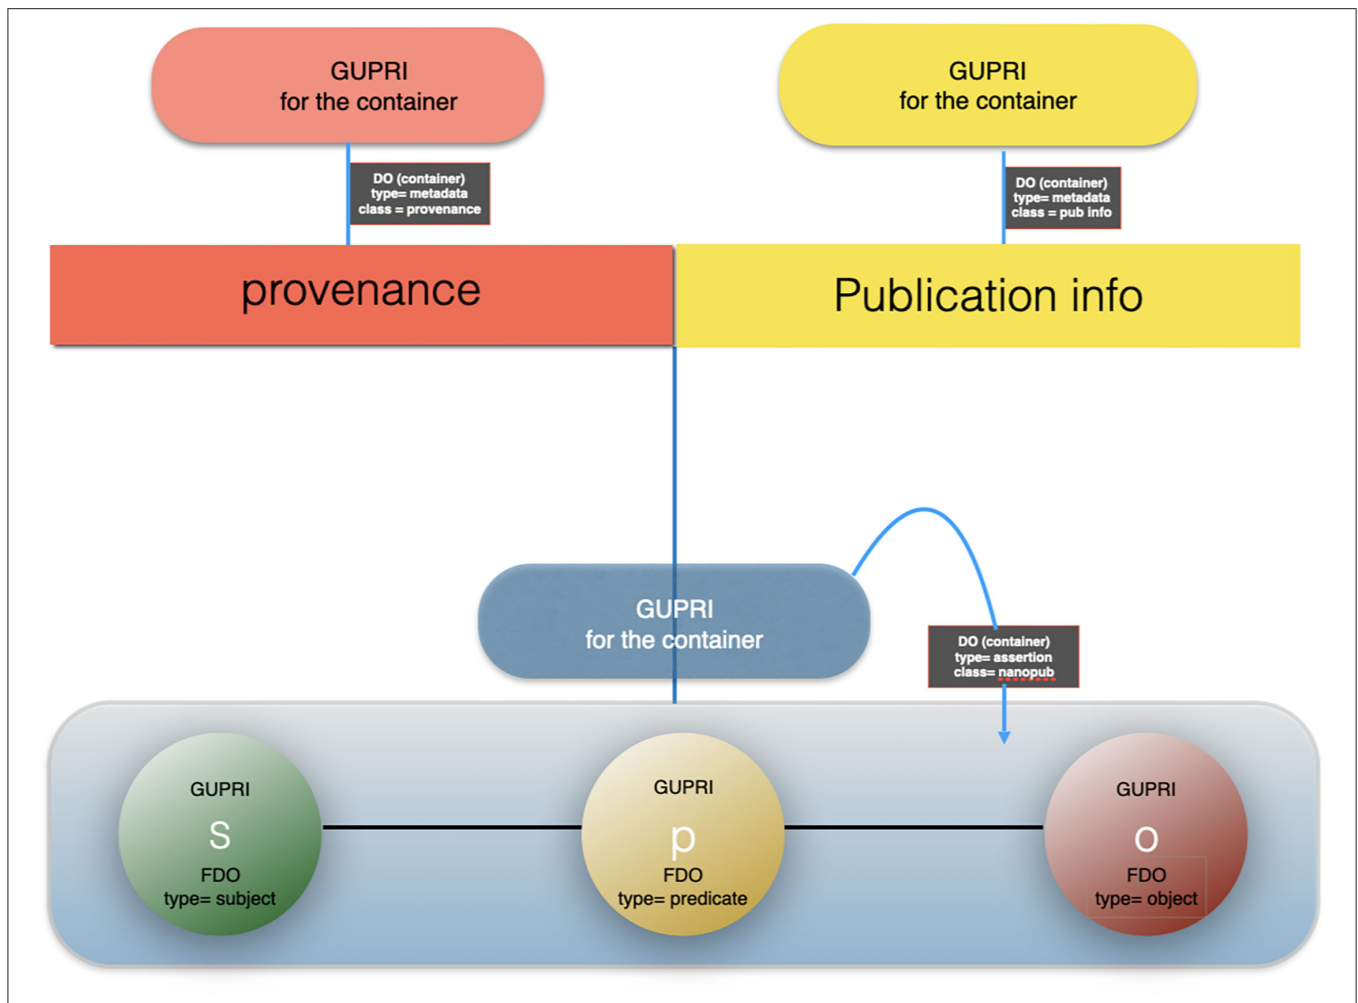 GUPRI
for the container
GUPRI
for the container
DO (container)
type= metadata
class = provenance
DO (container)
type= metadata
class = pub info
provenance
Publication info
GUPRI
for the container
DO (container)
type= assertion
class= nanopub
GUPRI
s
FDO
type= subject
GUPRI
p
FDO
type= predicate
GUPRI
o
FDO
type= object